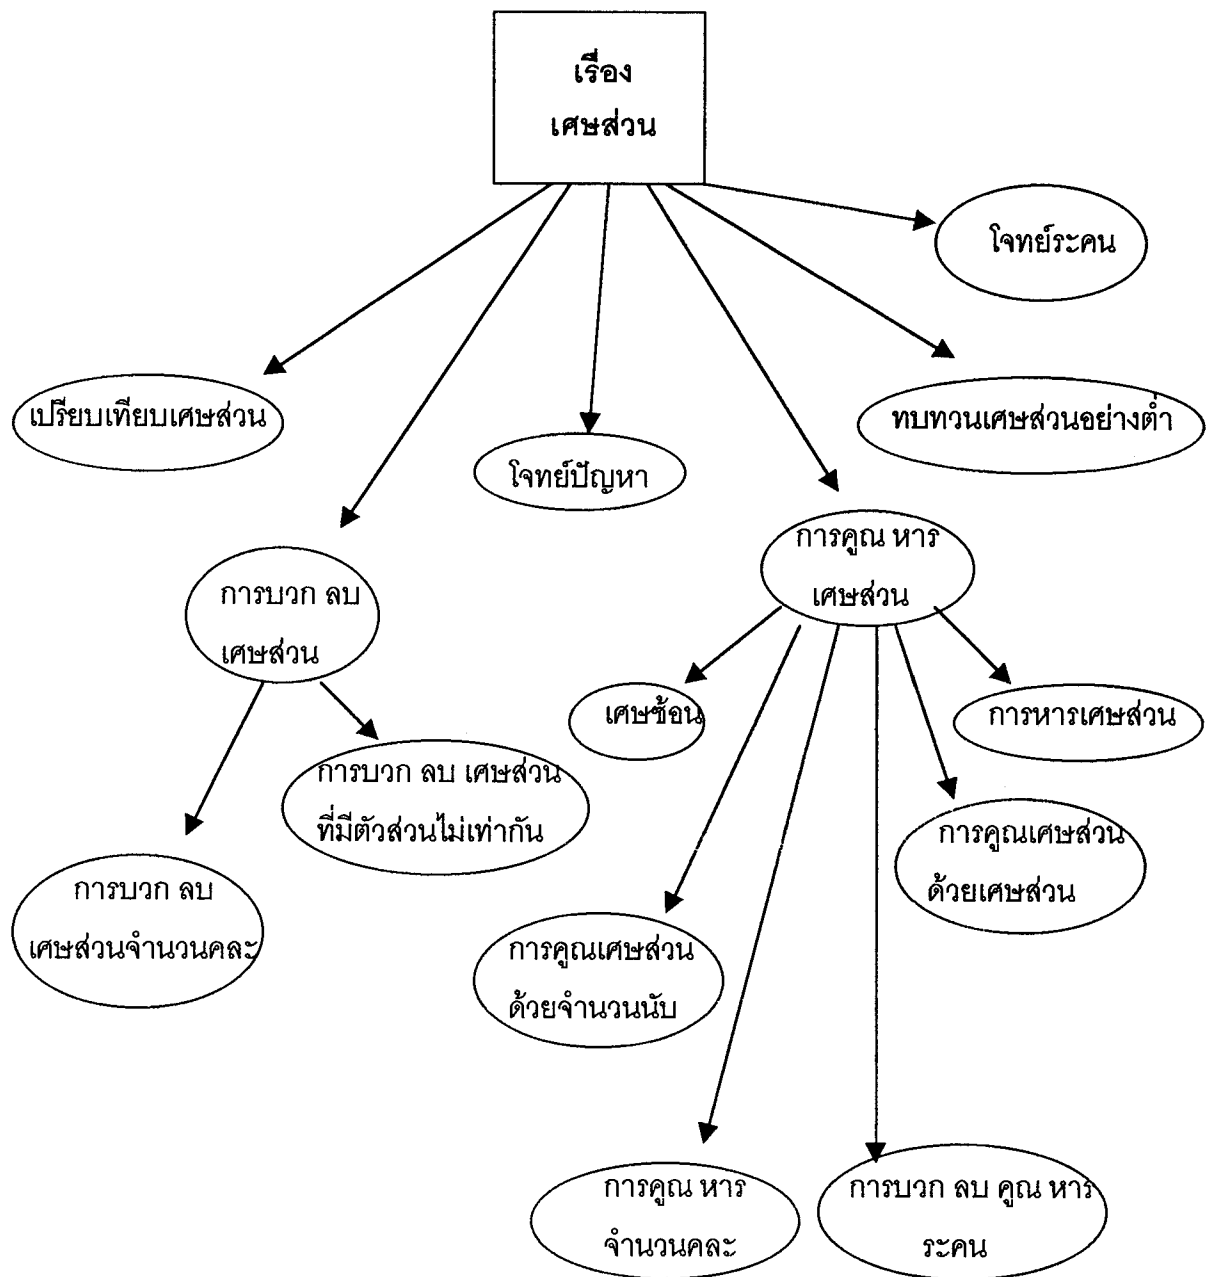 เรื่อง
เศษส่วน
โจทย์ระคน
เปรียบเทียบเศษส่วน
ทบทวนเศษส่วนอย่างต่ำ
โจทย์ปัญหา
การคูณ หาร
เศษส่วน
การบวก ลบ
เศษส่วน
เศษซ้อน
การหารเศษส่วน
การบวก ลบ เศษส่วน
ที่มีตัวส่วนไม่เท่ากัน
การคูณเศษส่วน
ด้วยเศษส่วน
การบวก ลบ
เศษส่วนจำนวนคละ
การคูณเศษส่วน
ด้วยจำนวนนับ
การคูณ หาร
จำนวนคละ
การบวก ลบ คูณ หาร
ระคน